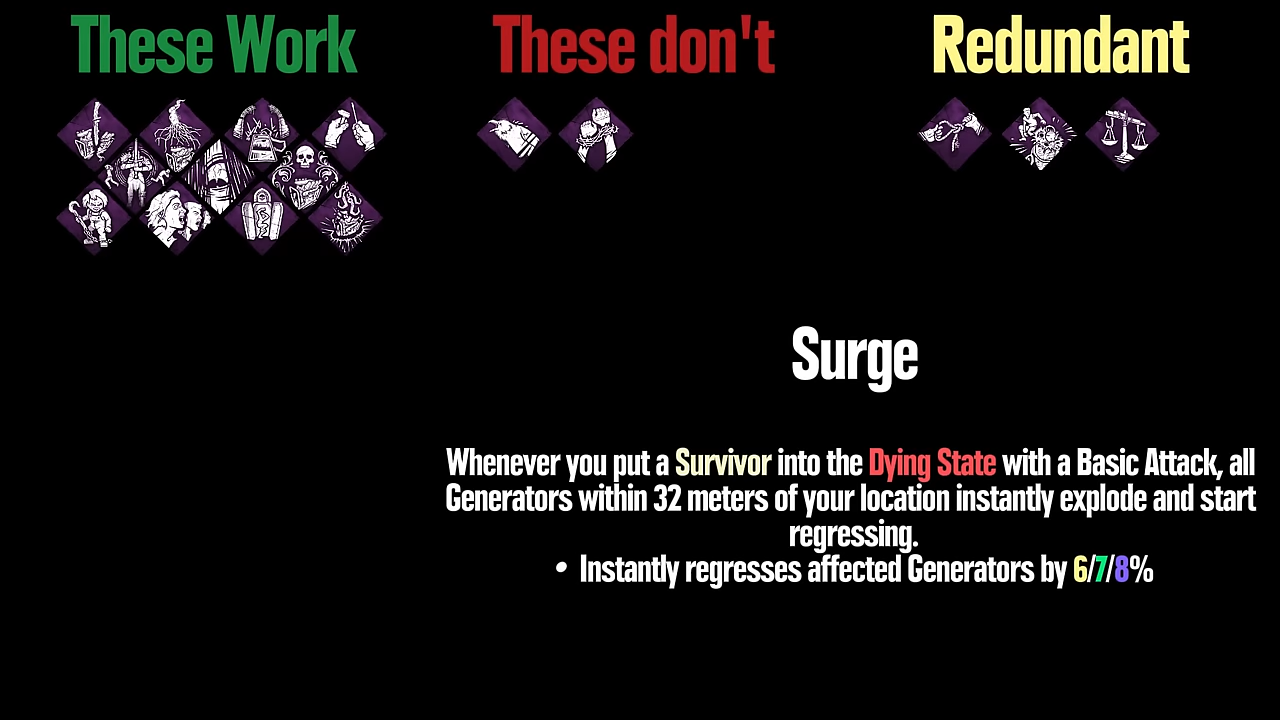 These Work
These don't
Redundant
Surge
Whenever you put a Survivor into the Dying State with a Basic Attack, all
Generators within 32 meters of your location instantly explode and start
regressing.
• Instantly regresses affected Generators by 6/7/8%